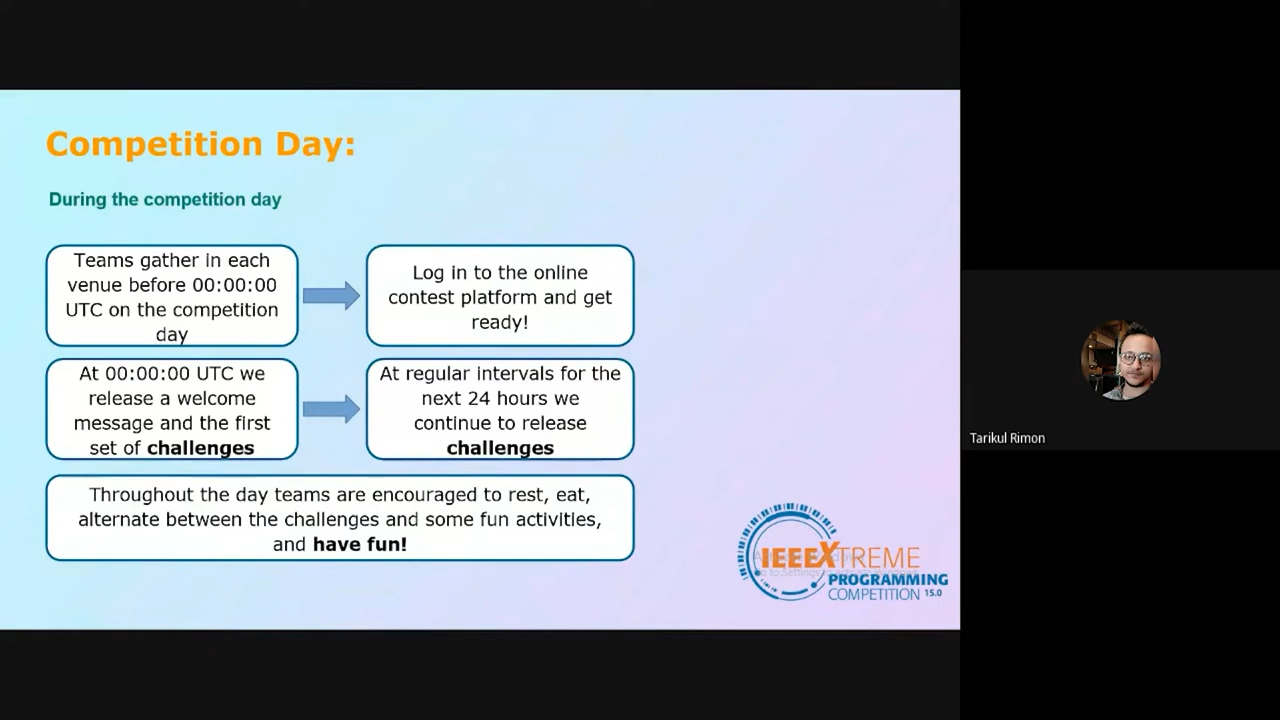 Competition Day:
During the competition day
Teams gather in each
venue before 00:00:00
UTC on the competition
day
Log in to the online
contest platform and get
ready!
At 00:00:00 UTC we
release a welcome
message and the first
set of challenges
At regular intervals for the
next 24 hours we
continue to release
challenges
Throughout the day teams are encouraged to rest, eat,
alternate between the challenges and some fun activities,
and have fun!
IEEEXTREME
PROGRAMMING
COMPETITION 15.0
Tarikul Rimon